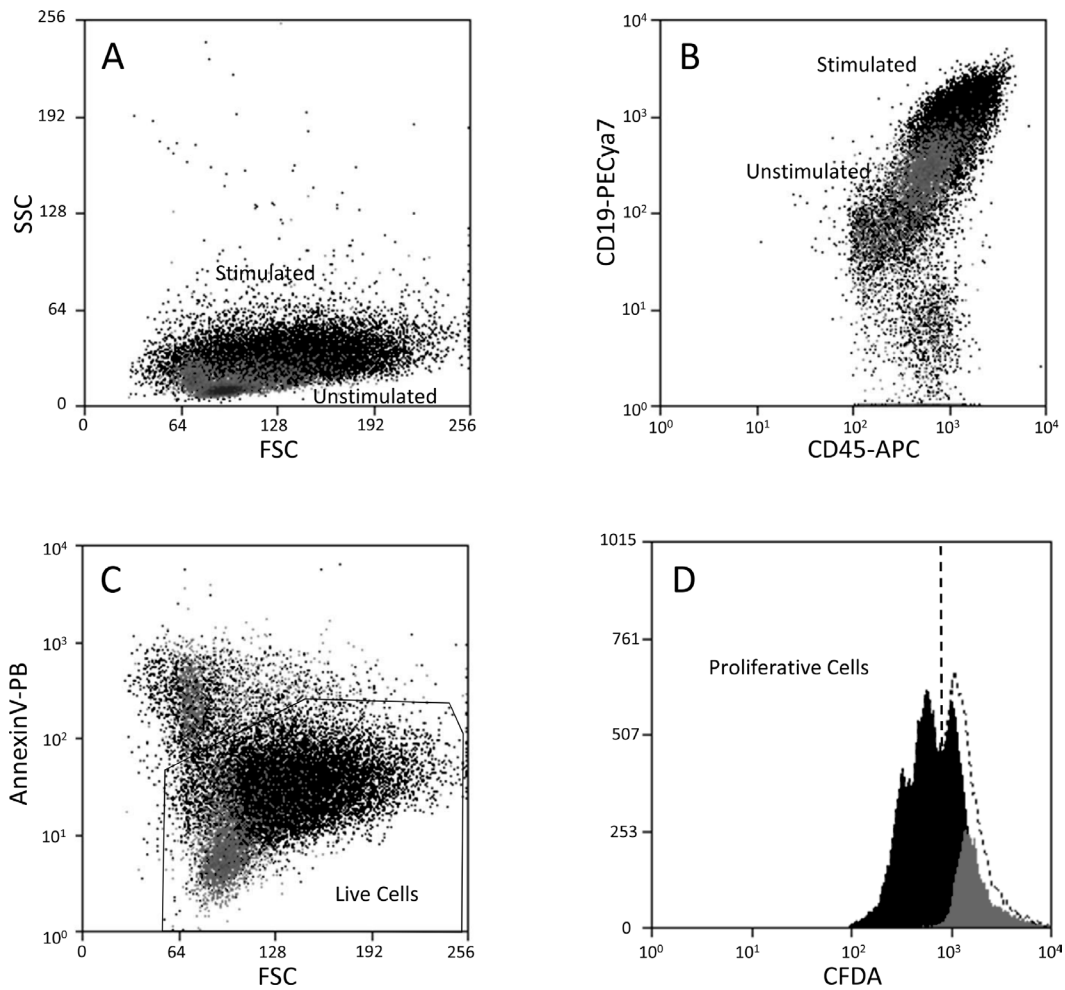 A
256
192
128
64
0
SSC
Stimulated
Unstimulated
0
64
128
192
256
FSC
B
10⁴
10³
10²
10¹
10⁰
CD19-PECya7
Stimulated
Unstimulated
10⁰
10¹
10²
10³
10⁴
CD45-APC
C
10⁴
10³
10²
10¹
10⁰
AnnexinV-PB
Live Cells
0
64
128
192
256
FSC
D
1015
761
507
253
0
Proliferative Cells
10⁰
10¹
10²
10³
10⁴
CFDA